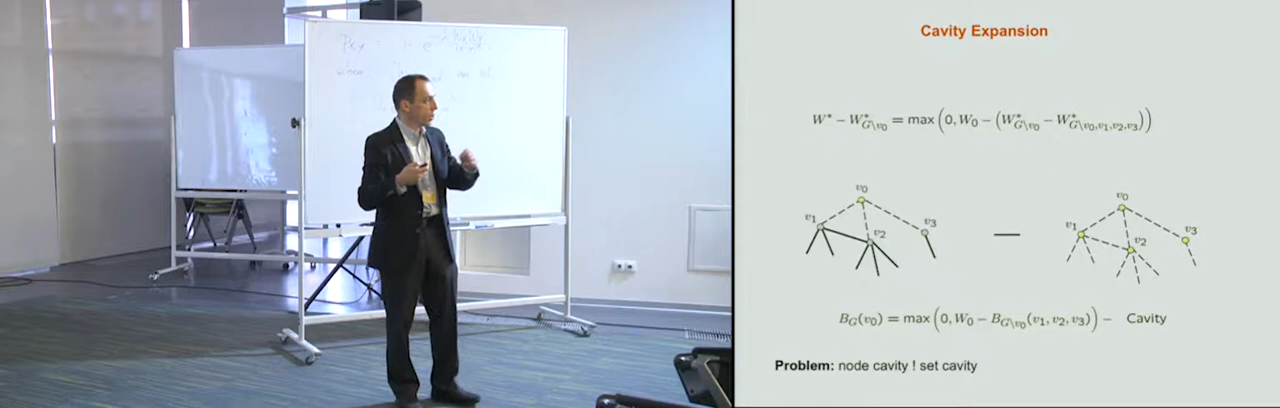 Cavity Expansion
W* − W*_{G\v₀} = max(0, W₀ − (W*_{G\v₀} − W*_{G\v₀,v₁,v₂,v₃}))
v₀ v₀
v₁ v₂ v₃ — v₁ v₂ v₃
B_G(v₀) = max(0, W₀ − B_{G\v₀}(v₁, v₂, v₃)) − Cavity
Problem: node cavity ! set cavity